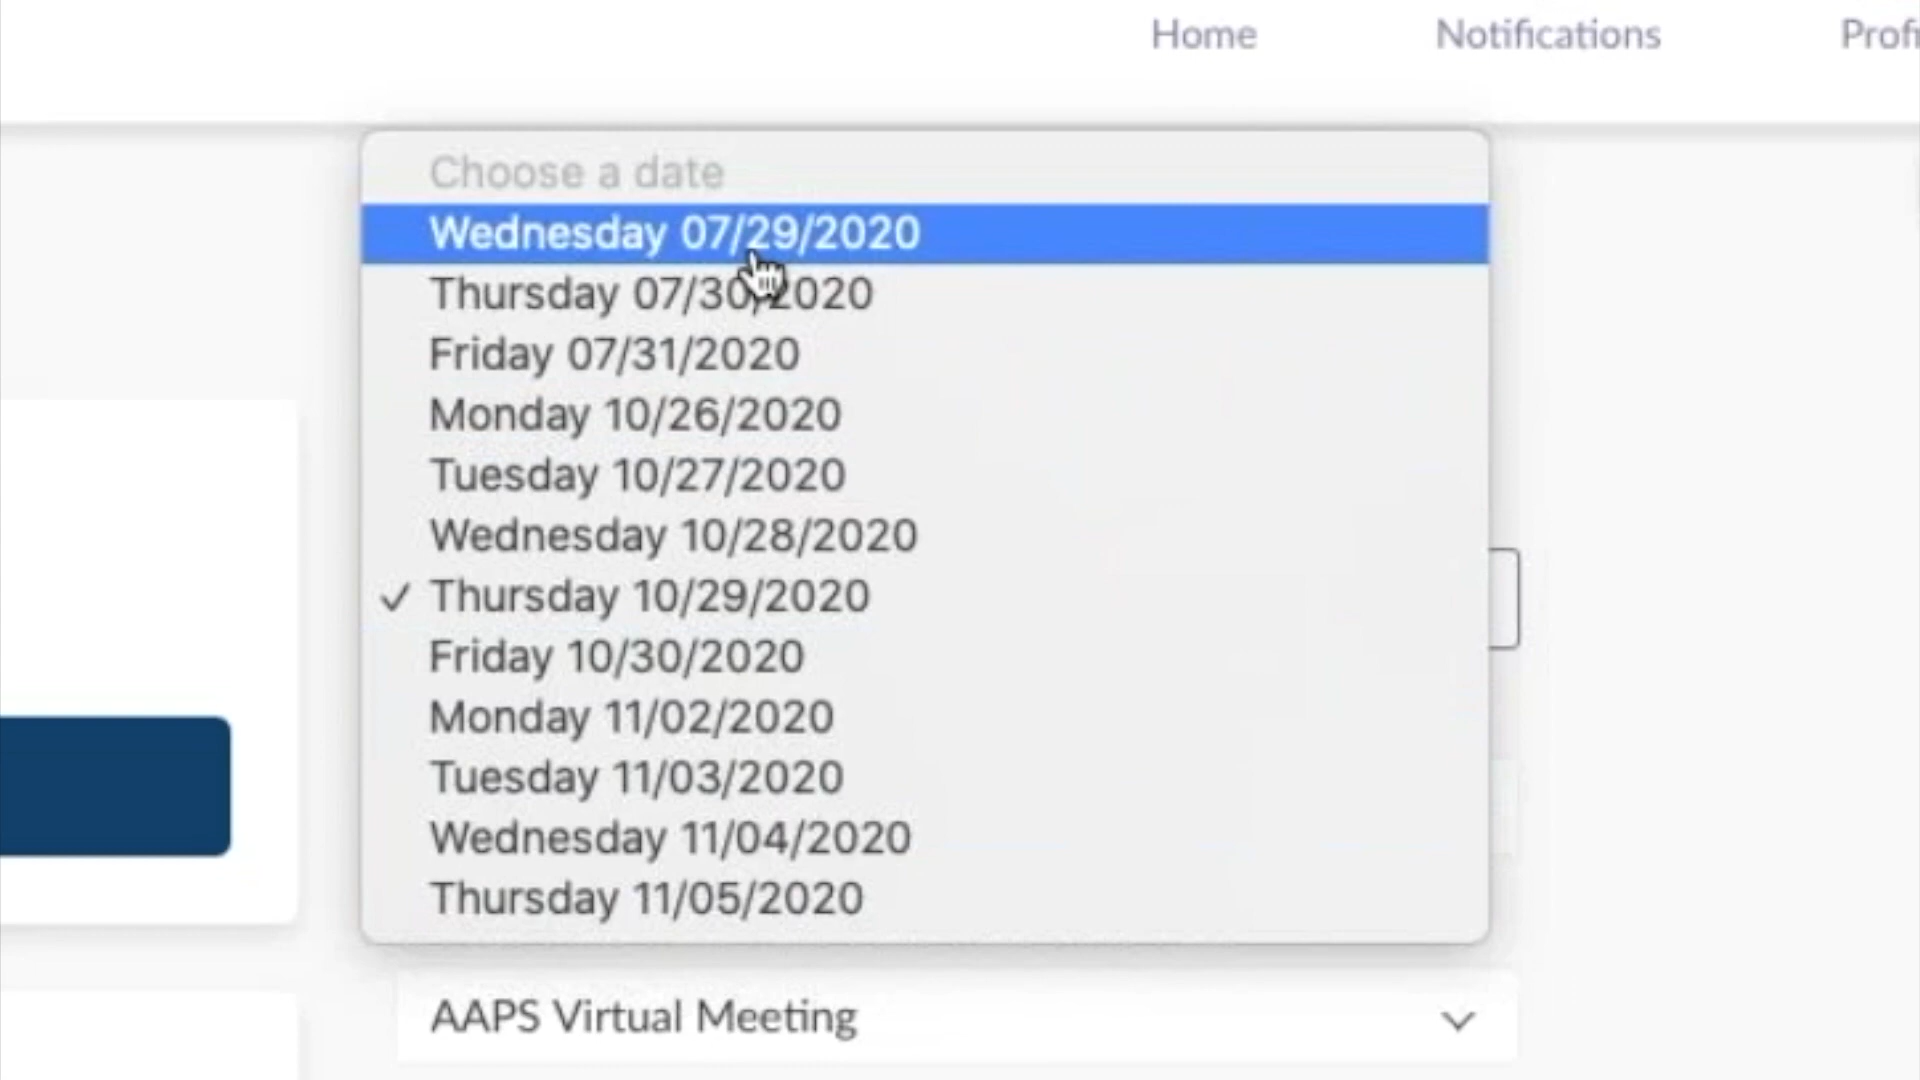 Home Notifications Profi
Choose a date
Wednesday 07/29/2020
Thursday 07/30/2020
Friday 07/31/2020
Monday 10/26/2020
Tuesday 10/27/2020
Wednesday 10/28/2020
✓ Thursday 10/29/2020
Friday 10/30/2020
Monday 11/02/2020
Tuesday 11/03/2020
Wednesday 11/04/2020
Thursday 11/05/2020
AAPS Virtual Meeting